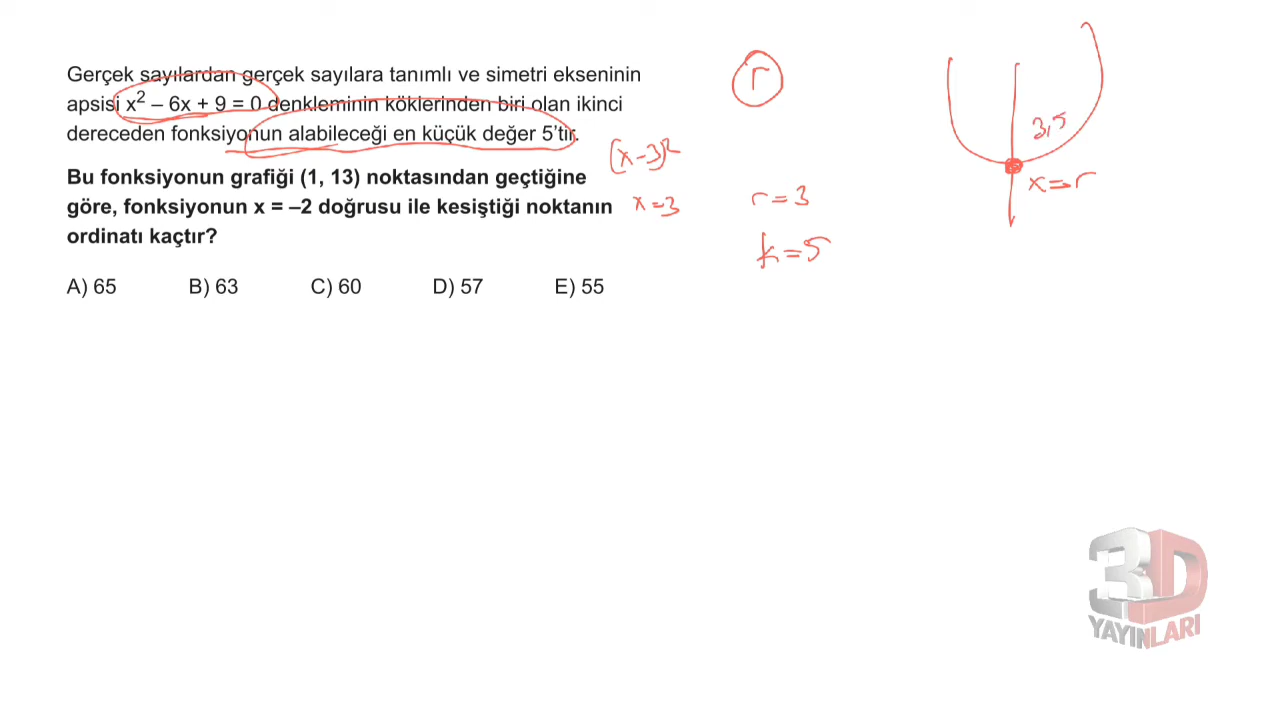 Gerçek sayılardan gerçek sayılara tanımlı ve simetri ekseninin
apsisi x² – 6x + 9 = 0 denkleminin köklerinden biri olan ikinci
dereceden fonksiyonun alabileceği en küçük değer 5’tir.
Bu fonksiyonun grafiği (1, 13) noktasından geçtiğine
göre, fonksiyonun x = –2 doğrusu ile kesiştiği noktanın
ordinatı kaçtır?
A) 65 B) 63 C) 60 D) 57 E) 55
(x-3)²
x=3
r
r=3
k=5
3,5
x=r
3D
YAYINLARI